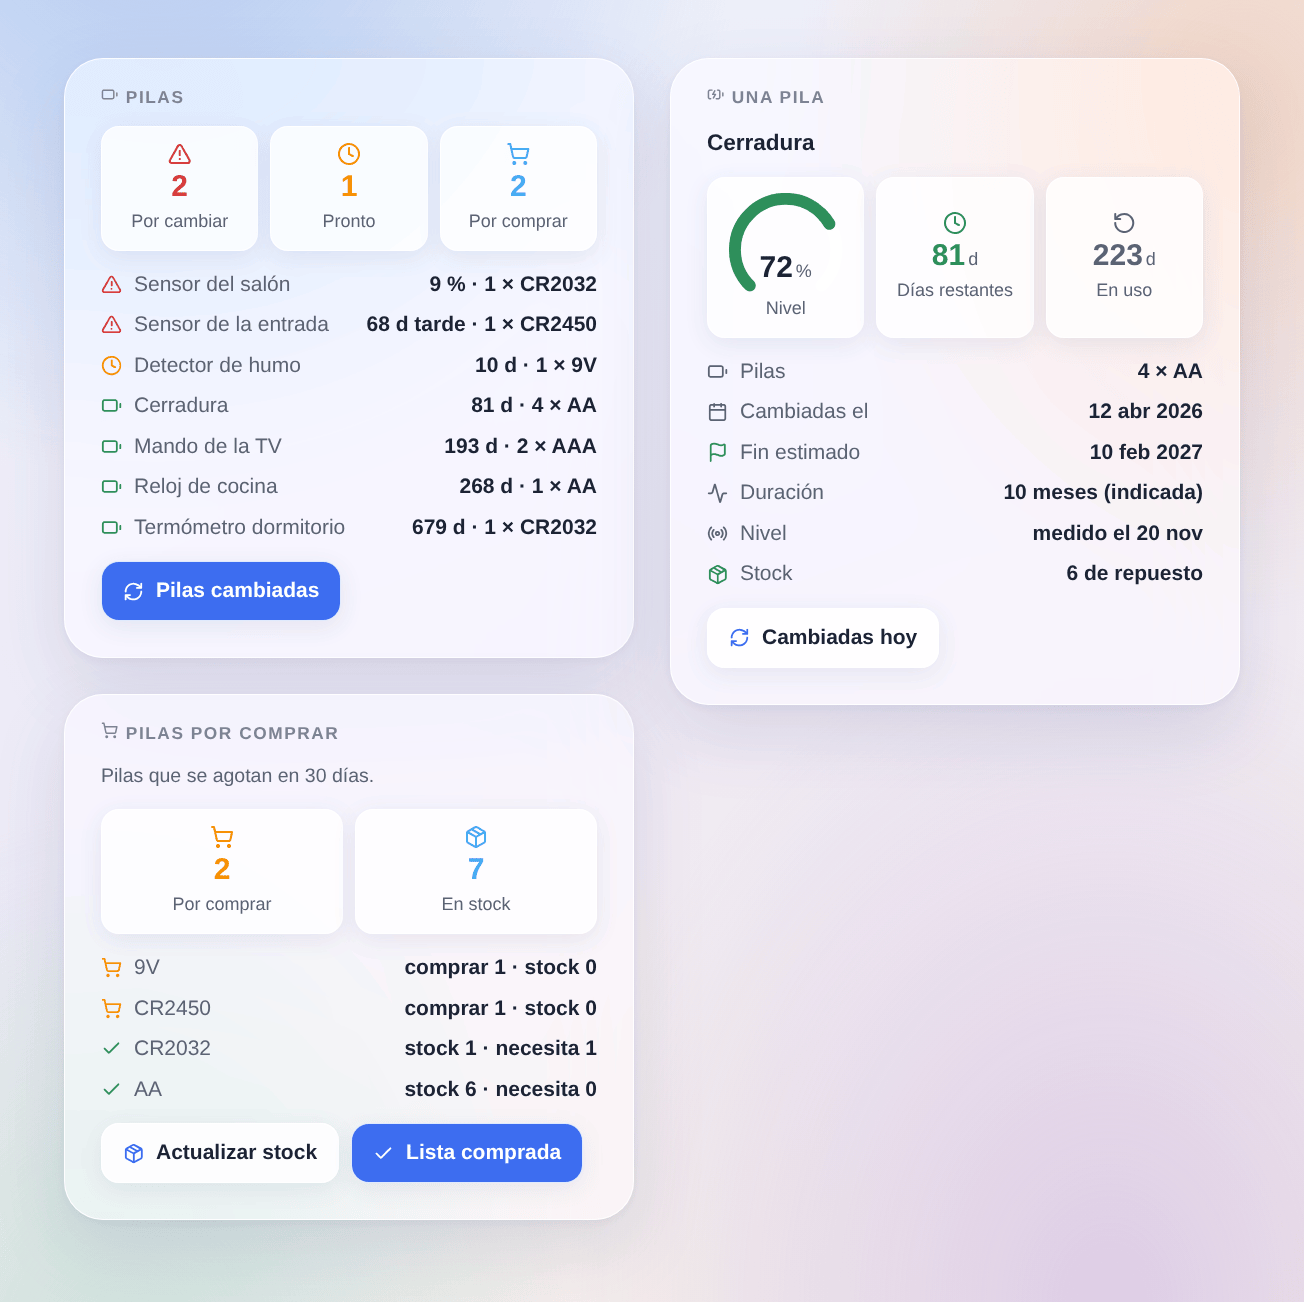 PILAS
2
Por cambiar
1
Pronto
2
Por comprar
Sensor del salón 9 % · 1 × CR2032
Sensor de la entrada 68 d tarde · 1 × CR2450
Detector de humo 10 d · 1 × 9V
Cerradura 81 d · 4 × AA
Mando de la TV 193 d · 2 × AAA
Reloj de cocina 268 d · 1 × AA
Termómetro dormitorio 679 d · 1 × CR2032
Pilas cambiadas
UNA PILA
Cerradura
72 %
Nivel
81 d
Días restantes
223 d
En uso
Pilas 4 × AA
Cambiadas el 12 abr 2026
Fin estimado 10 feb 2027
Duración 10 meses (indicada)
Nivel medido el 20 nov
Stock 6 de repuesto
Cambiadas hoy
PILAS POR COMPRAR
Pilas que se agotan en 30 días.
2
Por comprar
7
En stock
9V comprar 1 · stock 0
CR2450 comprar 1 · stock 0
CR2032 stock 1 · necesita 1
AA stock 6 · necesita 0
Actualizar stock
Lista comprada